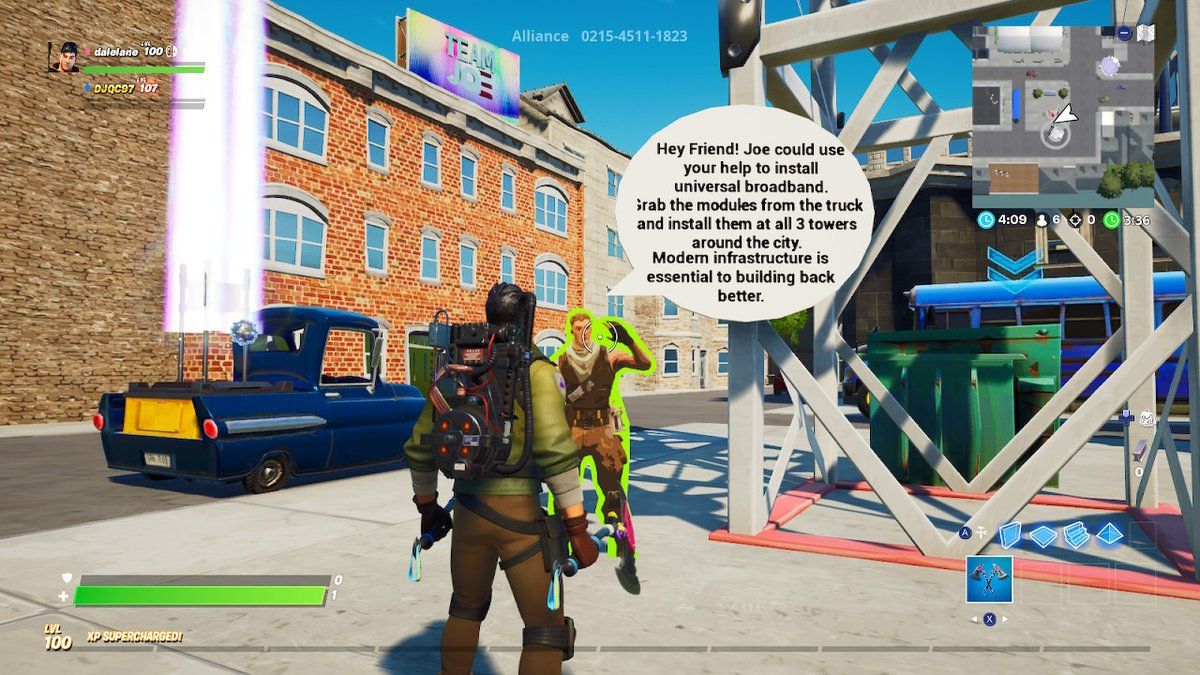 LVL
dalelane 100
LVL
DJQC97 107
Alliance 0215-4511-1823
TEAM
JOE
Hey Friend! Joe could use
your help to install
universal broadband.
Grab the modules from the truck
and install them at all 3 towers
around the city.
Modern infrastructure is
essential to building back
better.
4:09 6 0 3:36
0
A
X
0
1
LVL
100 XP SUPERCHARGED!